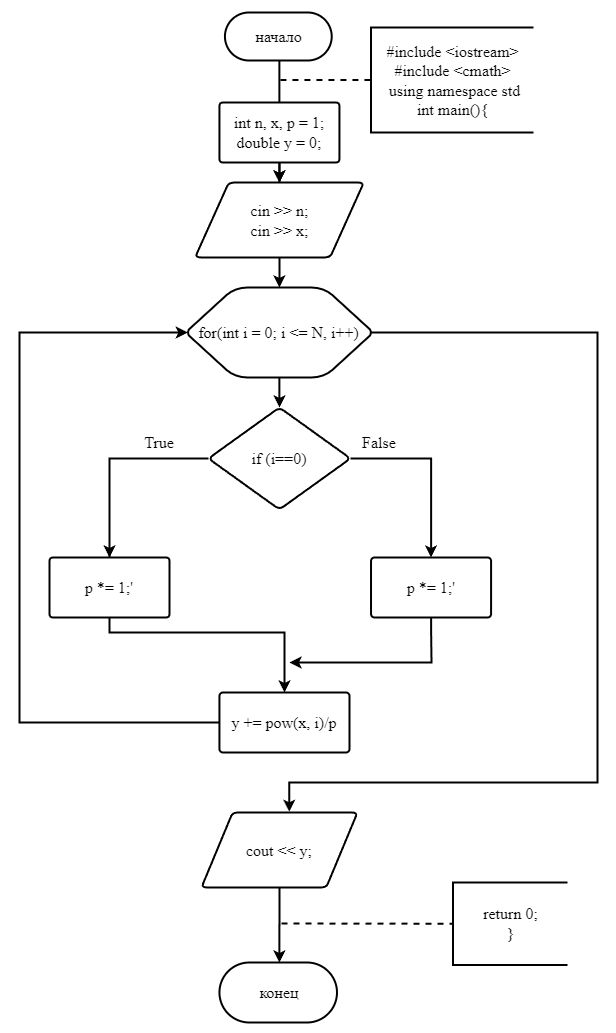 начало
#include <iostream>
#include <cmath>
using namespace std
int main(){
int n, x, p = 1;
double y = 0;
cin >> n;
cin >> x;
for(int i = 0; i <= N, i++)
True
if (i==0)
False
p *= 1;'
p *= 1;'
y += pow(x, i)/p
cout << y;
return 0;
}
конец